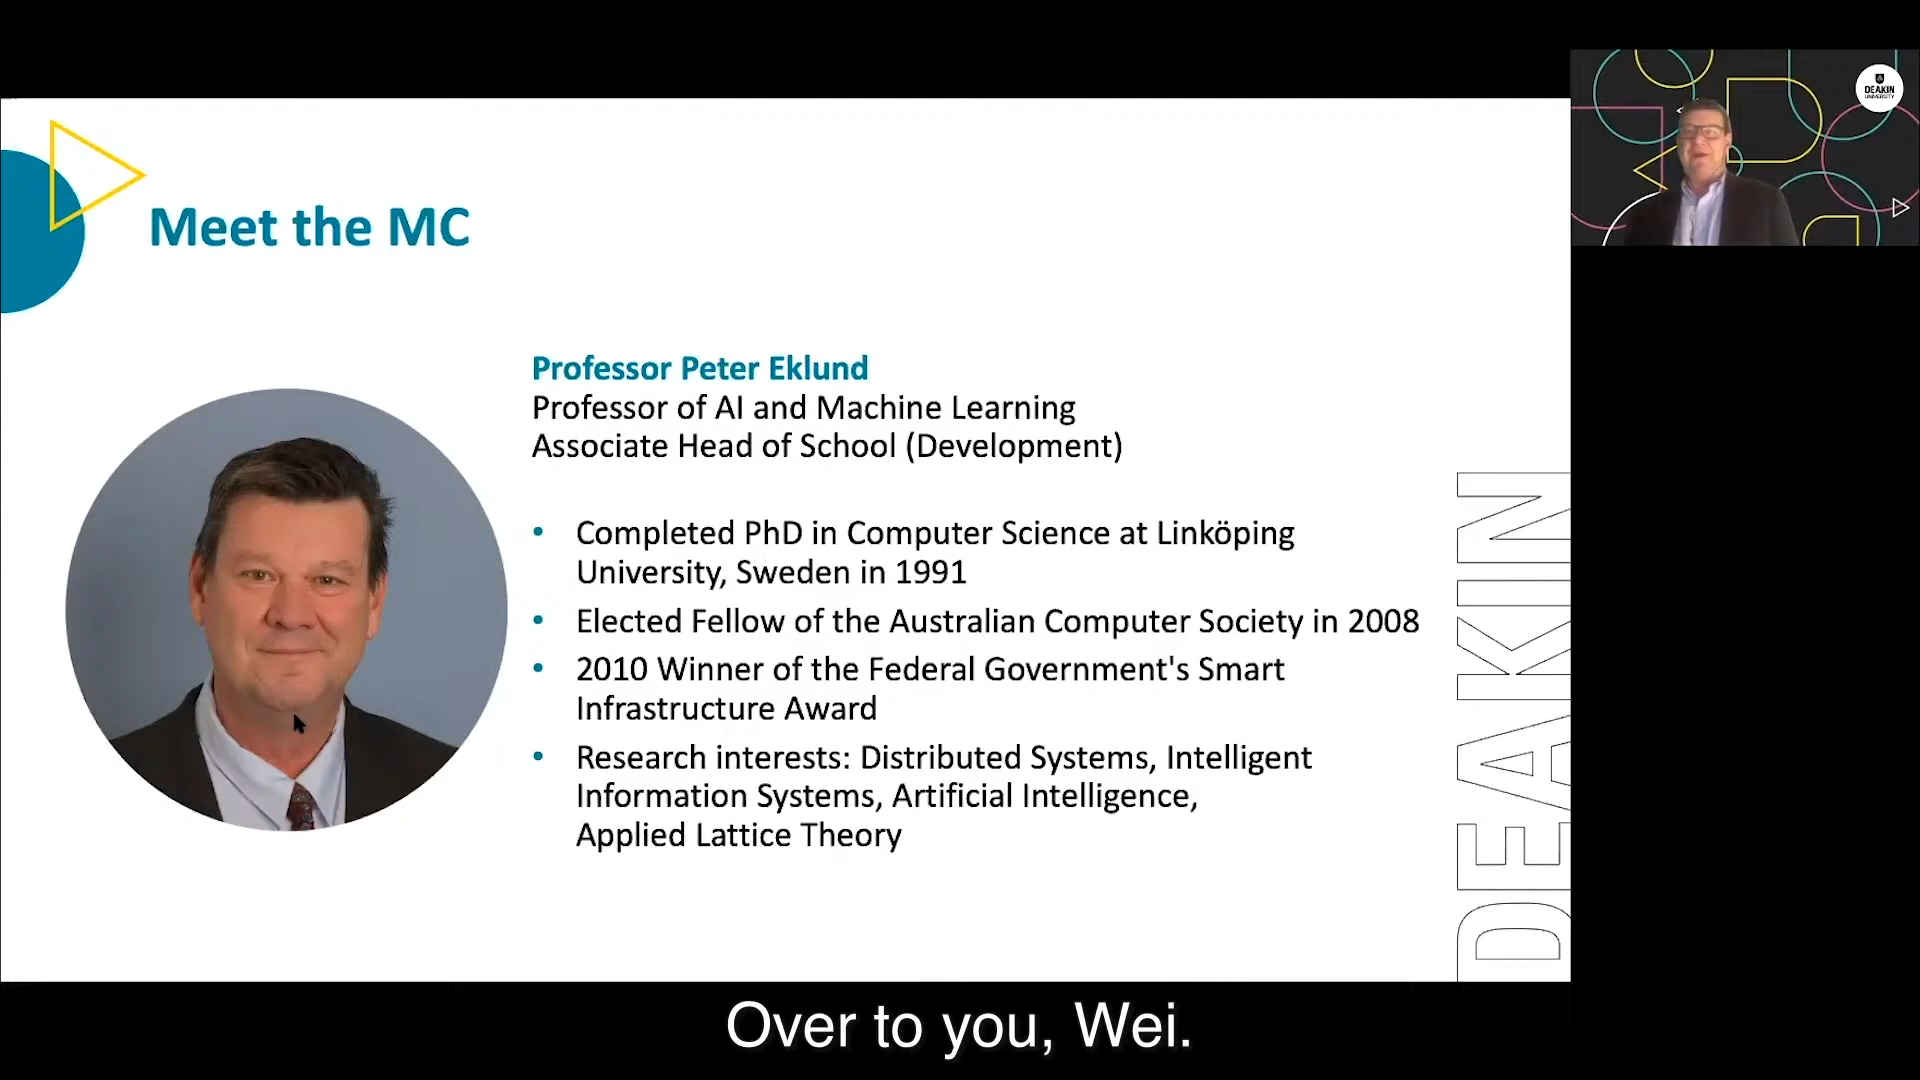 Meet the MC
Professor Peter Eklund
Professor of AI and Machine Learning
Associate Head of School (Development)
• Completed PhD in Computer Science at Linköping
University, Sweden in 1991
• Elected Fellow of the Australian Computer Society in 2008
• 2010 Winner of the Federal Government's Smart
Infrastructure Award
• Research interests: Distributed Systems, Intelligent
Information Systems, Artificial Intelligence,
Applied Lattice Theory
DEAKIN
DEAKIN
UNIVERSITY
Over to you, Wei.